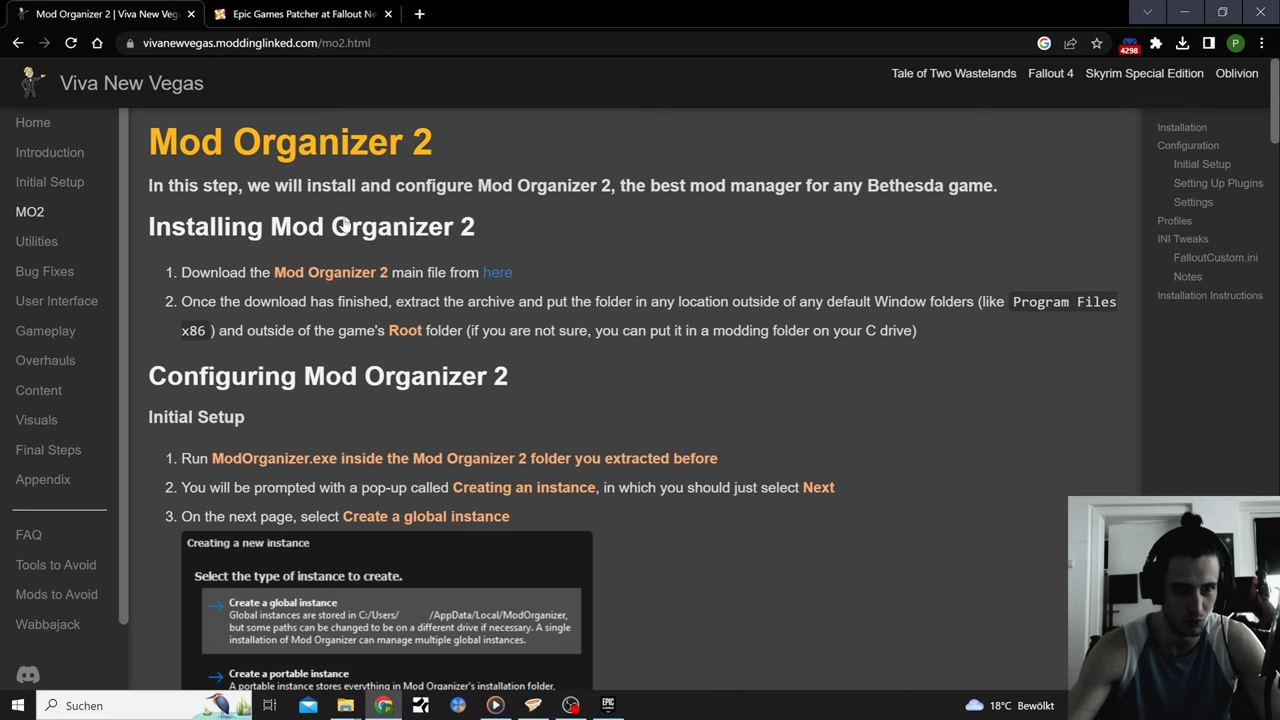 Mod Organizer 2 | Viva New Veg
Epic Games Patcher at Fallout Ne
vivanewvegas.moddinglinked.com/mo2.html
4298
P
Viva New Vegas
Tale of Two Wastelands Fallout 4 Skyrim Special Edition Oblivion
Home
Introduction
Initial Setup
MO2
Utilities
Bug Fixes
User Interface
Gameplay
Overhauls
Content
Visuals
Final Steps
Appendix
FAQ
Tools to Avoid
Mods to Avoid
Wabbajack
Mod Organizer 2
In this step, we will install and configure Mod Organizer 2, the best mod manager for any Bethesda game.
Installing Mod Organizer 2
1. Download the Mod Organizer 2 main file from here
2. Once the download has finished, extract the archive and put the folder in any location outside of any default Window folders (like Program Files
x86 ) and outside of the game's Root folder (if you are not sure, you can put it in a modding folder on your C drive)
Configuring Mod Organizer 2
Initial Setup
1. Run ModOrganizer.exe inside the Mod Organizer 2 folder you extracted before
2. You will be prompted with a pop-up called Creating an instance, in which you should just select Next
3. On the next page, select Create a global instance
Creating a new instance
Select the type of instance to create.
Create a global instance
Global instances are stored in C:/Users/ /AppData/Local/ModOrganizer,
but some paths can be changed to be on a different drive if necessary. A single
installation of Mod Organizer can manage multiple global instances.
Create a portable instance
A portable instance stores everything in Mod Organizer's installation folder,
Installation
Configuration
Initial Setup
Setting Up Plugins
Settings
Profiles
INI Tweaks
FalloutCustom.ini
Notes
Installation Instructions
Suchen
EPIC
GAMES
18°C Bewölkt